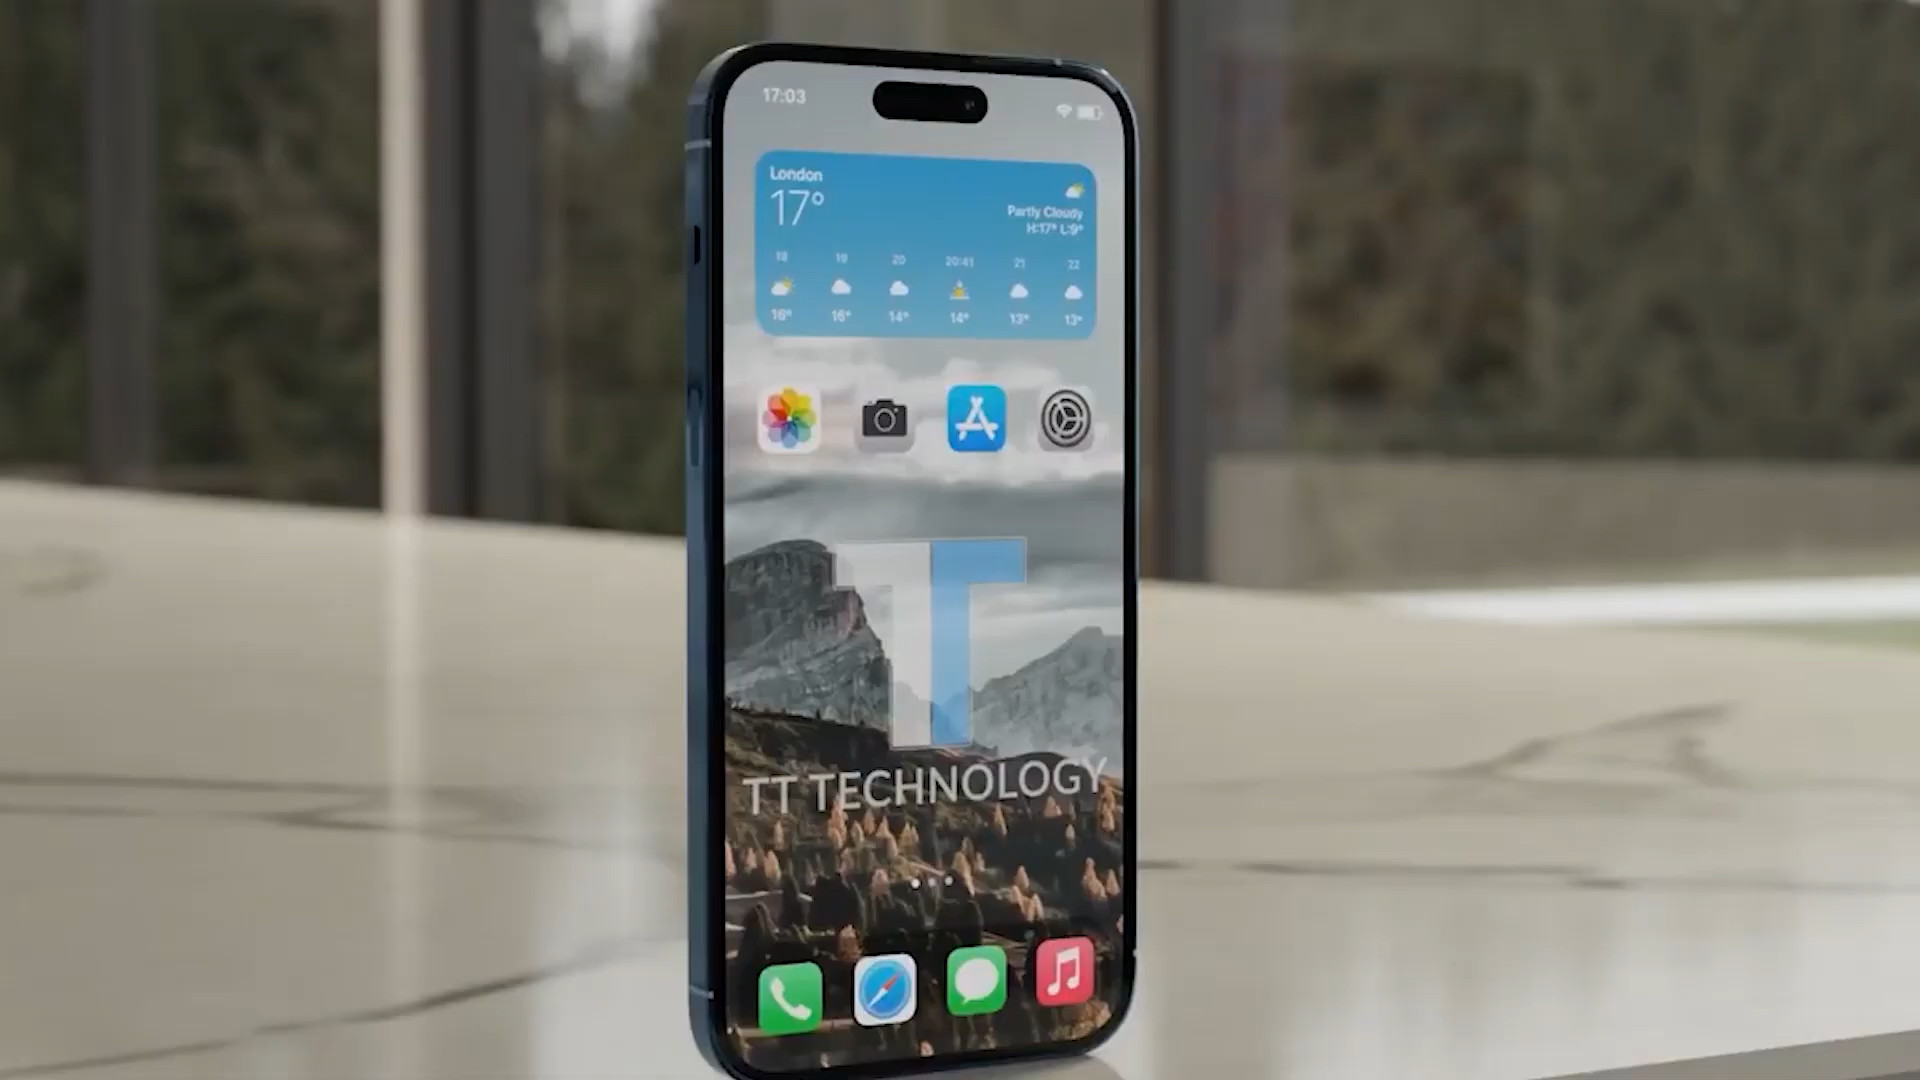 17:03
London
17°
Partly Cloudy
H:17° L:9°
18 19 20 20:41 21 22
16° 16° 14° 14° 13° 13°
TT TECHNOLOGY